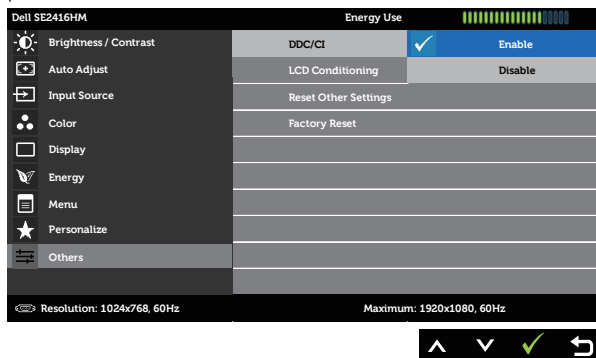 Dell SE2416HM
Energy Use
Brightness / Contrast
Auto Adjust
Input Source
Color
Display
Energy
Menu
Personalize
Others
DDC/CI
LCD Conditioning
Reset Other Settings
Factory Reset
Enable
Disable
Resolution: 1024x768, 60Hz
Maximum: 1920x1080, 60Hz